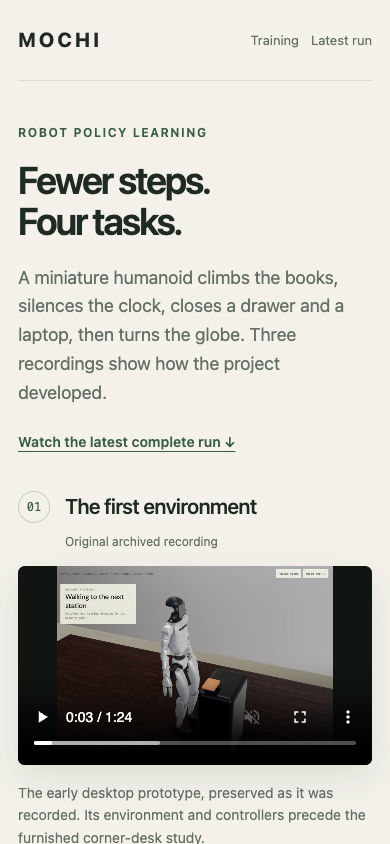 MOCHI
Training Latest run
ROBOT POLICY LEARNING
Fewer steps.
Four tasks.
A miniature humanoid climbs the books,
silences the clock, closes a drawer and a
laptop, then turns the globe. Three
recordings show how the project
developed.
Watch the latest complete run ↓
01 The first environment
Original archived recording
Walking to the next
station
0:03 / 1:24
The early desktop prototype, preserved as it was
recorded. Its environment and controllers precede the
furnished corner-desk study.